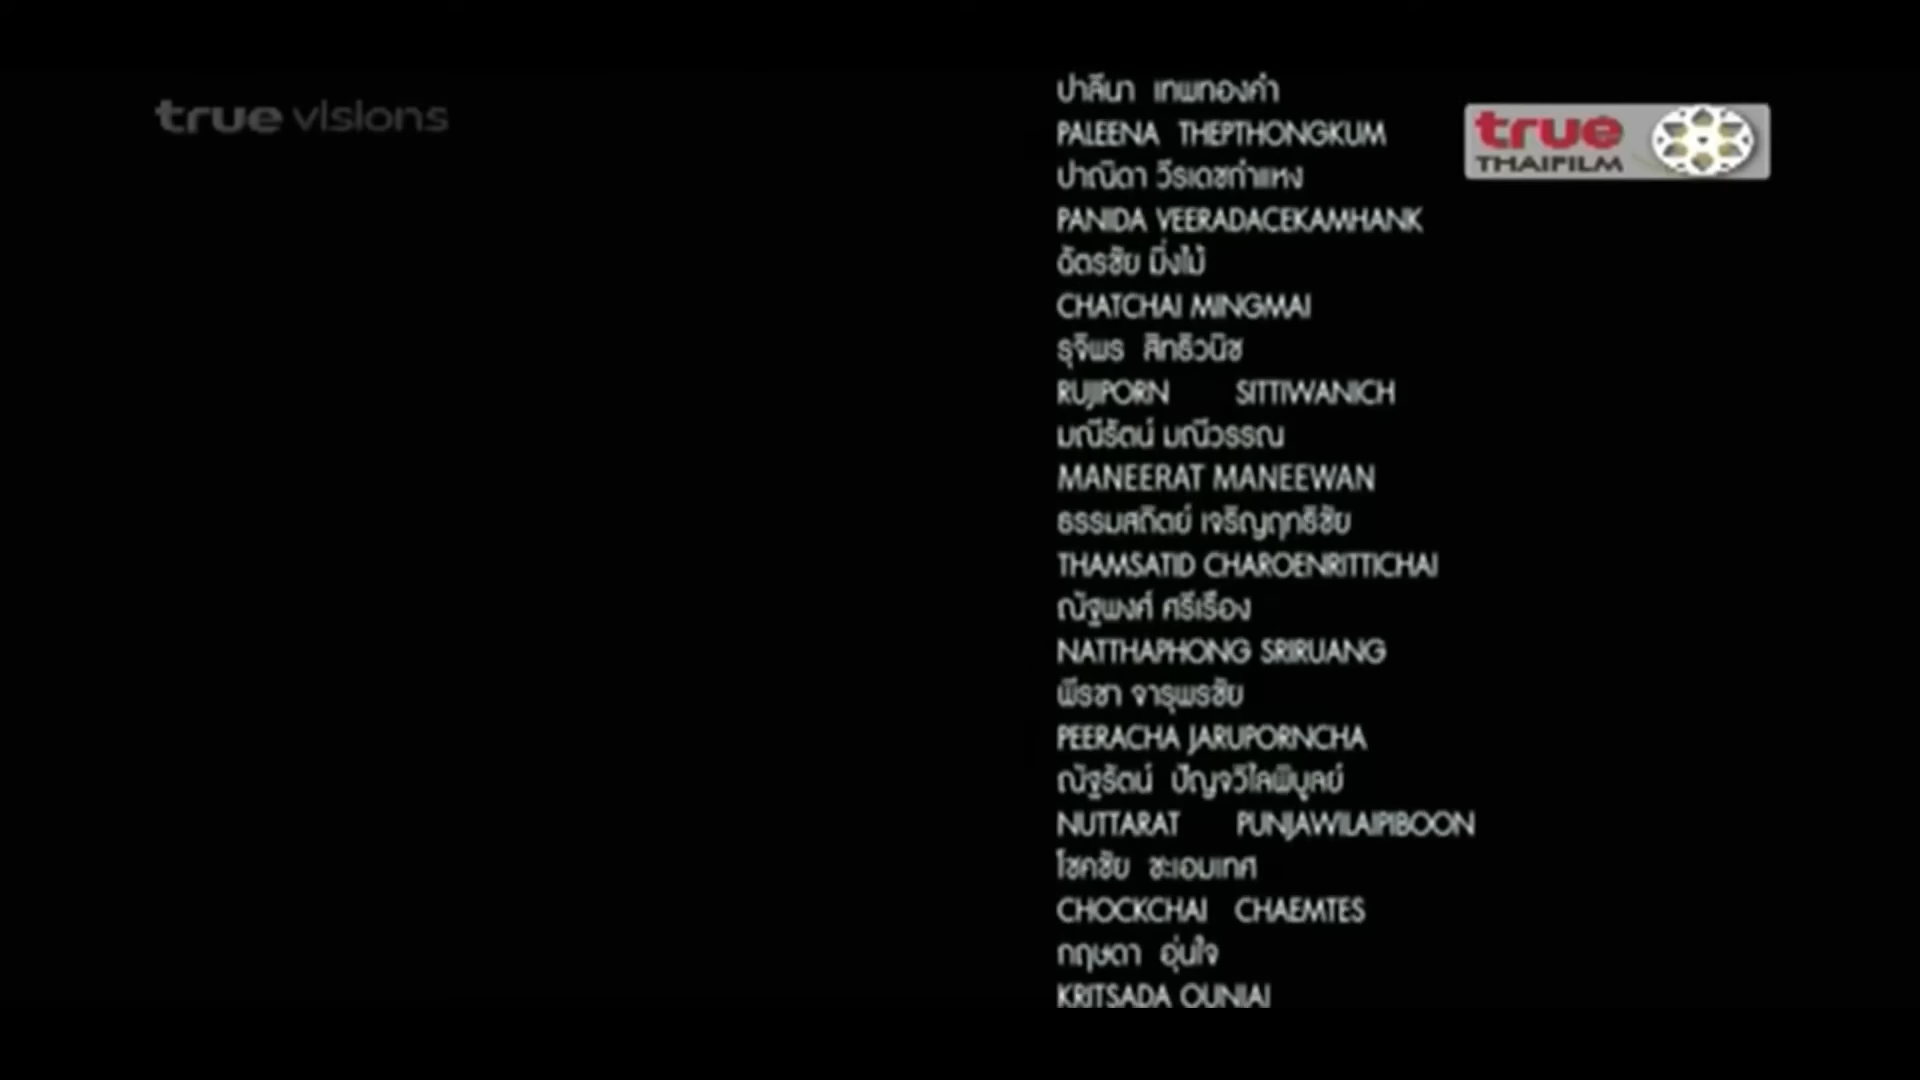 true visions
true
THAIFILM
ปาลีนา เทพทองคำ
PALEENA THEPTHONGKUM
ปาณิดา วีรเดชกำแหง
PANIDA VEERADACEKAMHANK
ฉัตรชัย มิ่งไม้
CHATCHAI MINGMAI
รุจิพร สิทธิวนิช
RUJIPORN SITTIWANICH
มณีรัตน์ มณีวรรณ
MANEERAT MANEEWAN
ธรรมสถิตย์ เจริญฤทธิชัย
THAMSATID CHAROENRITTICHAI
ณัฐพงศ์ ศรีเรือง
NATTHAPHONG SRIRUANG
พีรชา จารุพรชัย
PEERACHA JARUPORNCHA
ณัฐรัตน์ ปัญจวิไลพิบูลย์
NUTTARAT PUNJAWILAIPIBOON
โชคชัย ชะเอมเทศ
CHOCKCHAI CHAEMTES
กฤษดา อุ่นใจ
KRITSADA OUNJAI